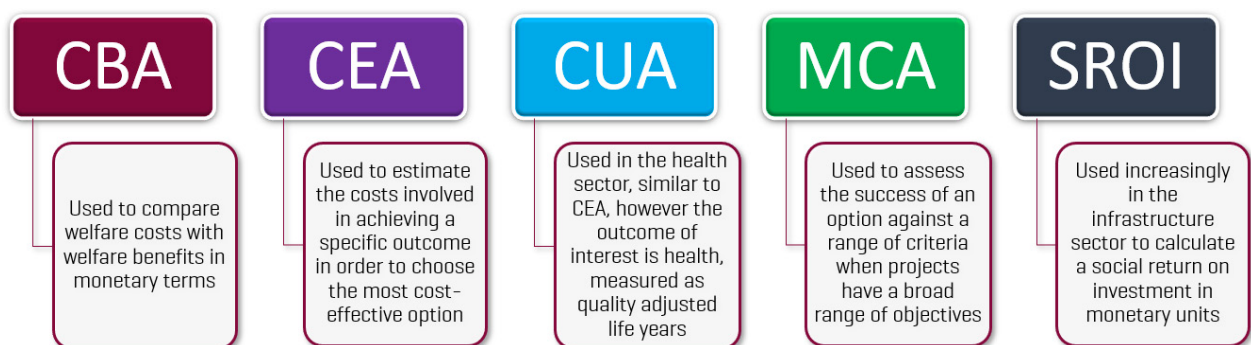 CBA
Used to compare
welfare costs with
welfare benefits in
monetary terms
CEA
Used to estimate
the costs involved
in achieving a
specific outcome
in order to choose
the most cost-
effective option
CUA
Used in the health
sector, similar to
CEA, however the
outcome of
interest is health,
measured as
quality adjusted
life years
MCA
Used to assess
the success of an
option against a
range of criteria
when projects
have a broad
range of objectives
SROI
Used increasingly
in the
infrastructure
sector to calculate
a social return on
investment in
monetary units